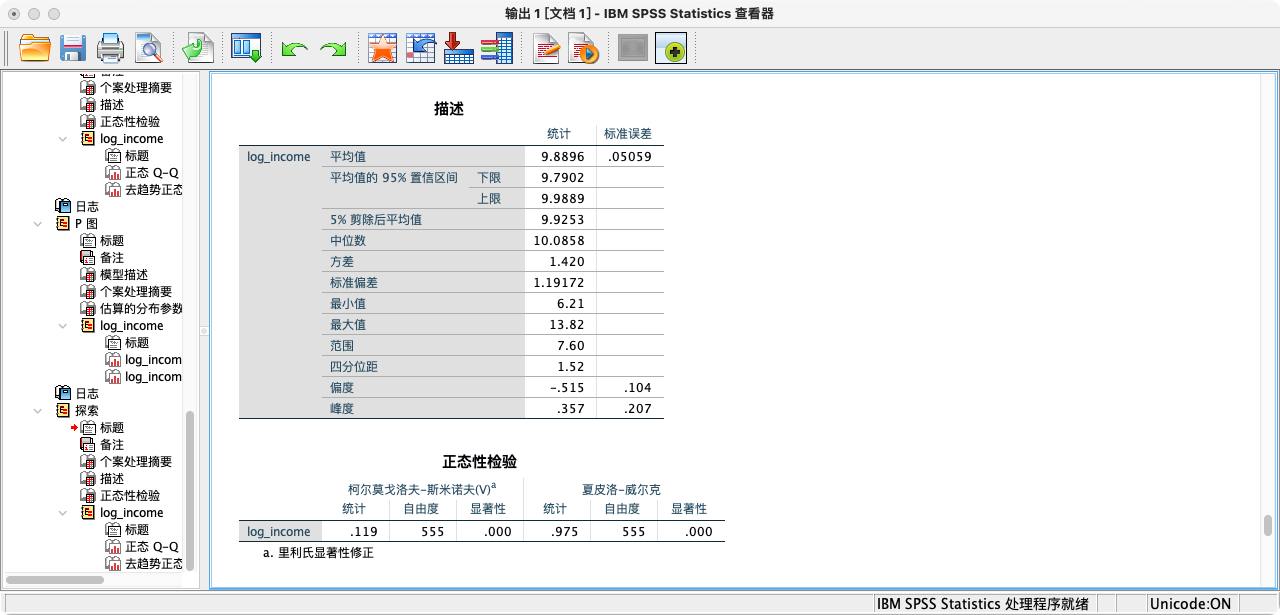 输出 1 [文档 1] - IBM SPSS Statistics 查看器
个案处理摘要
描述
正态性检验
log_income
标题
正态 Q-Q
去趋势正态
日志
P 图
标题
备注
模型描述
个案处理摘要
估算的分布参数
log_income
标题
log_incom
log_incom
日志
探索
标题
备注
个案处理摘要
描述
正态性检验
log_income
标题
正态 Q-Q
去趋势正态
描述
统计 标准误差
log_income 平均值 9.8896 .05059
平均值的 95% 置信区间 下限 9.7902
上限 9.9889
5% 剪除后平均值 9.9253
中位数 10.0858
方差 1.420
标准偏差 1.19172
最小值 6.21
最大值 13.82
范围 7.60
四分位距 1.52
偏度 -.515 .104
峰度 .357 .207
正态性检验
柯尔莫戈洛夫-斯米诺夫(V)a 夏皮洛-威尔克
统计 自由度 显著性 统计 自由度 显著性
log_income .119 555 .000 .975 555 .000
a. 里利氏显著性修正
IBM SPSS Statistics 处理程序就绪 Unicode:ON